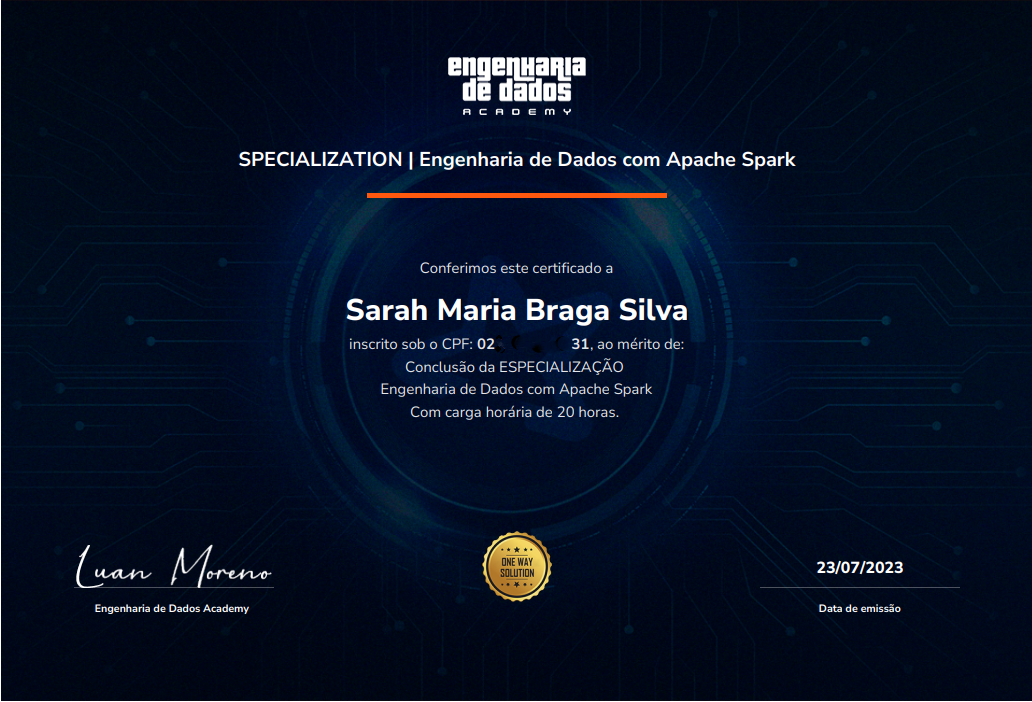 engenharia
de dados
ACADEMY
SPECIALIZATION | Engenharia de Dados com Apache Spark
Conferimos este certificado a
Sarah Maria Braga Silva
inscrito sob o CPF: 02 31, ao mérito de:
Conclusão da ESPECIALIZAÇÃO
Engenharia de Dados com Apache Spark
Com carga horária de 20 horas.
Luan Moreno
Engenharia de Dados Academy
ONE WAY
SOLUTION
23/07/2023
Data de emissão